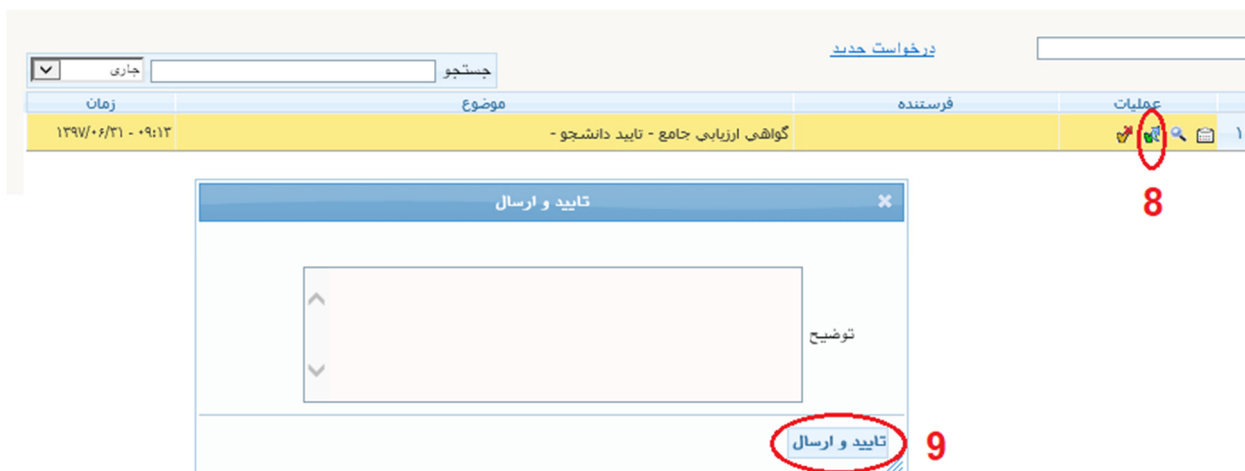 درخواست جدید
جستجو جاری
عملیات فرستنده موضوع زمان
۱ گواهی ارزیابی جامع - تایید دانشجو - ۱۳۹۷/۰۶/۳۱ - ۰۹:۱۳
8
تایید و ارسال
توضیح
تایید و ارسال
9